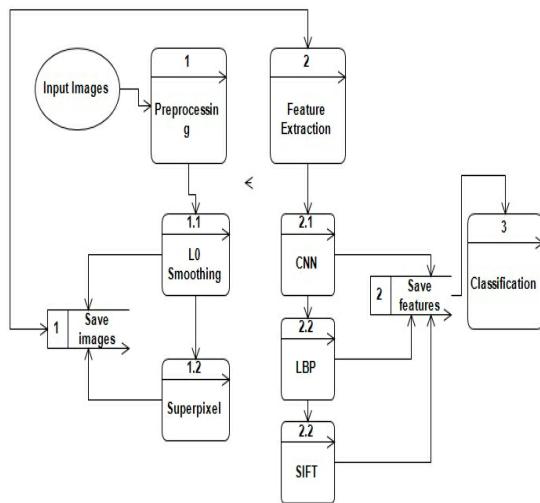 Input Images
1
Preprocessin
g
2
Feature
Extraction
1.1
L0
Smoothing
2.1
CNN
3
Classification
1
Save
images
2
Save
features
1.2
Superpixel
2.2
LBP
2.2
SIFT